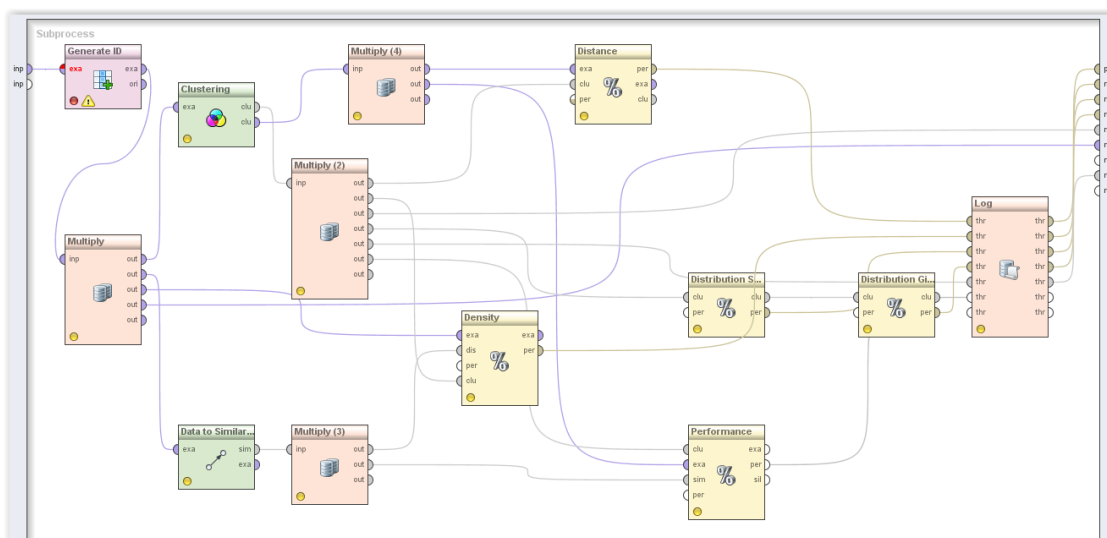 Subprocess
Generate ID
inp
inp
exa
exa
ori
Clustering
exa
clu
clu
Multiply (4)
inp
out
out
out
Distance
exa
clu
per
per
exa
clu
Multiply (2)
inp
out
out
out
out
out
out
out
Multiply
inp
out
out
out
out
out
Log
thr
thr
thr
thr
thr
thr
thr
thr
thr
thr
thr
thr
thr
thr
Distribution S...
clu
per
clu
per
Distribution Gi...
clu
per
clu
per
Density
exa
dis
per
clu
exa
per
Data to Similar...
exa
sim
exa
Multiply (3)
inp
out
out
out
Performance
clu
exa
sim
per
exa
per
sil